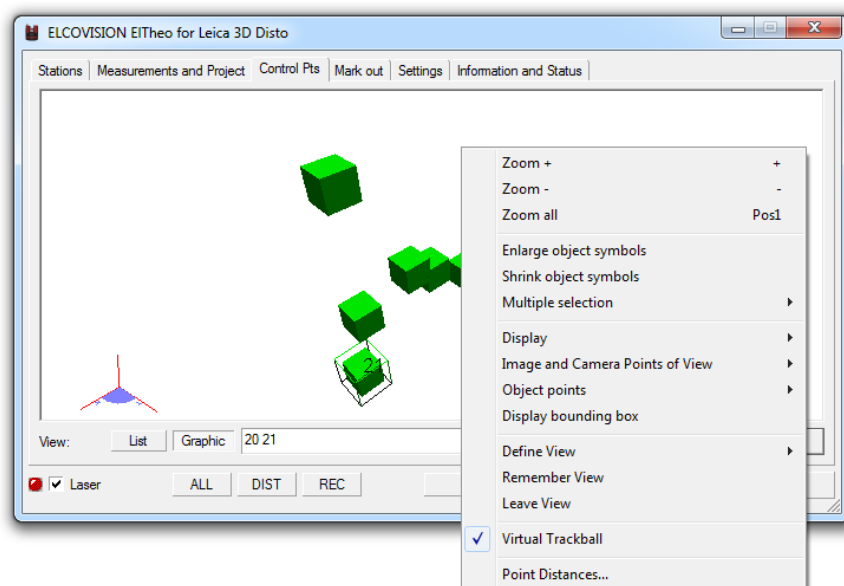 ELCOVISION ElTheo for Leica 3D Disto
Stations Measurements and Project Control Pts Mark out Settings Information and Status
Zoom + +
Zoom - -
Zoom all Pos1
Enlarge object symbols
Shrink object symbols
Multiple selection
Display
Image and Camera Points of View
Object points
Display bounding box
Define View
Remember View
Leave View
Virtual Trackball
Point Distances...
21
View: List Graphic 20 21
Laser ALL DIST REC